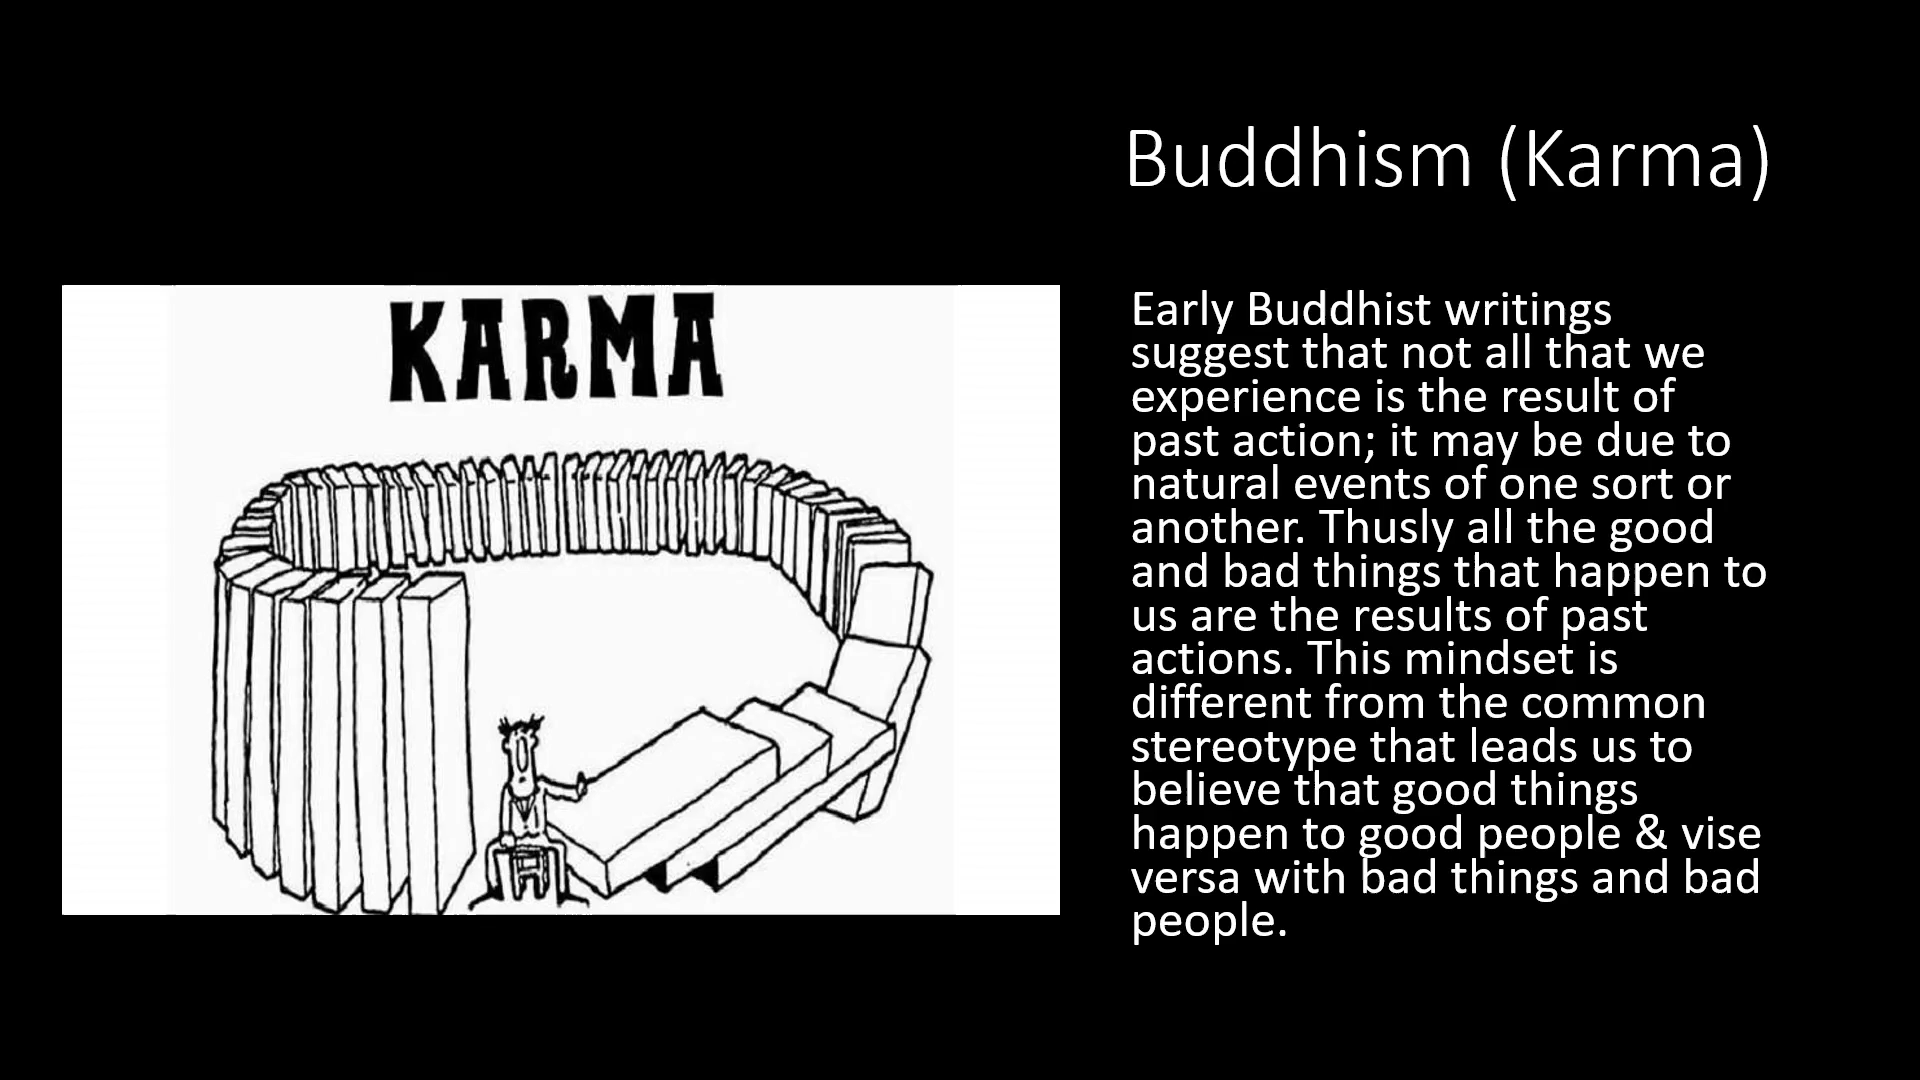 Buddhism (Karma)
KARMA
Early Buddhist writings
suggest that not all that we
experience is the result of
past action; it may be due to
natural events of one sort or
another. Thusly all the good
and bad things that happen to
us are the results of past
actions. This mindset is
different from the common
stereotype that leads us to
believe that good things
happen to good people & vise
versa with bad things and bad
people.